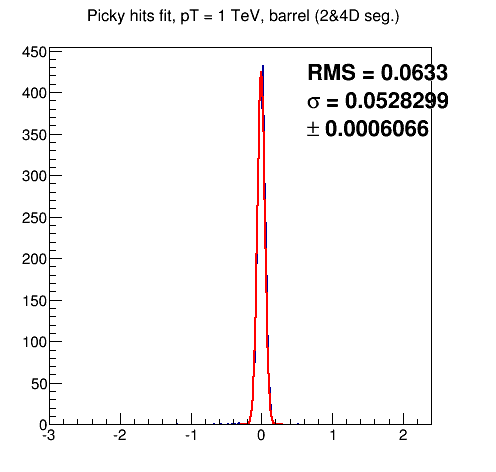 Picky hits fit, pT = 1 TeV, barrel (2&4D seg.)
RMS = 0.0633
σ = 0.0528299
± 0.0006066
450
400
350
300
250
200
150
100
50
0
-3 -2 -1 0 1 2